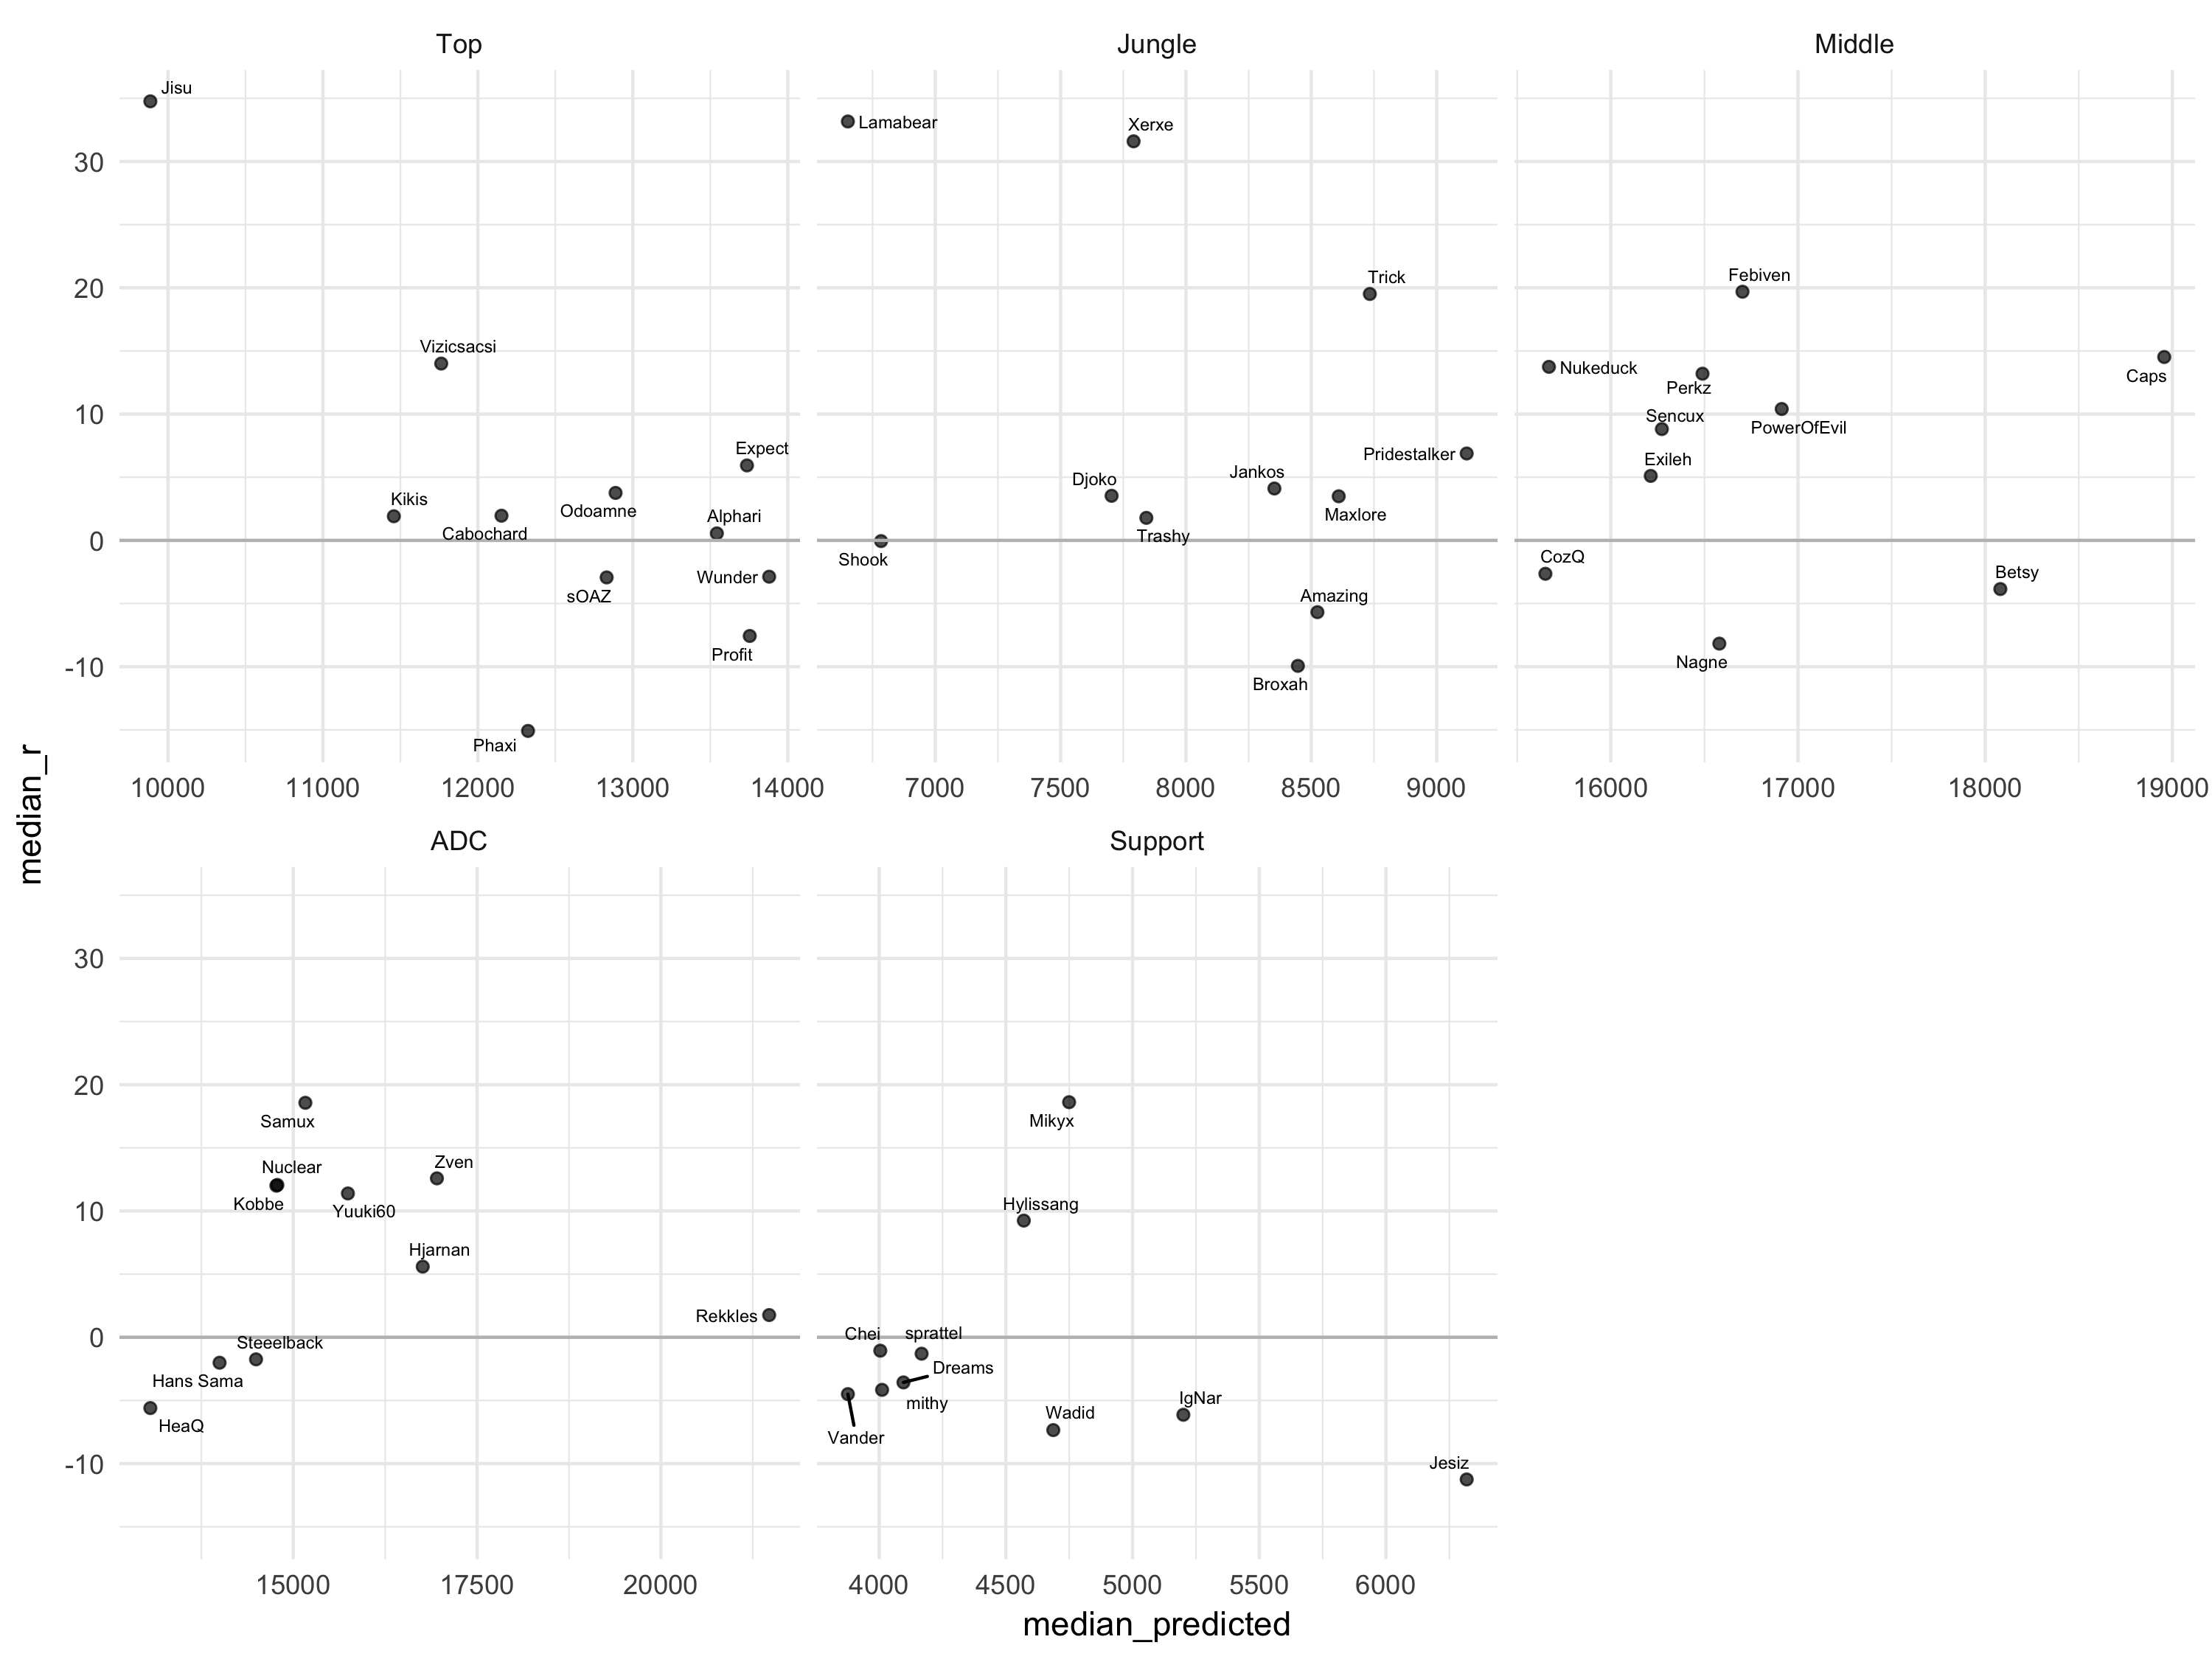 Top
Jungle
Middle
Jisu
Vizicsacsi
Expect
Kikis
Odoamne
Cabochard
Alphari
sOAZ
Wunder
Profit
Phaxi
Lamabear
Xerxe
Trick
Pridestalker
Djoko
Jankos
Maxlore
Trashy
Shook
Amazing
Broxah
Febiven
Nukeduck
Perkz
Caps
Sencux
PowerOfEvil
Exileh
CozQ
Betsy
Nagne
30
20
10
0
-10
10000 11000 12000 13000 14000
7000 7500 8000 8500 9000
16000 17000 18000 19000
median_r
ADC
Support
Samux
Nuclear
Zven
Kobbe
Yuuki60
Hjarnan
Rekkles
Steeelback
Hans Sama
HeaQ
Mikyx
Hylissang
Chei
sprattel
Dreams
mithy
Vander
Wadid
IgNar
Jesiz
30
20
10
0
-10
15000 17500 20000
4000 4500 5000 5500 6000
median_predicted